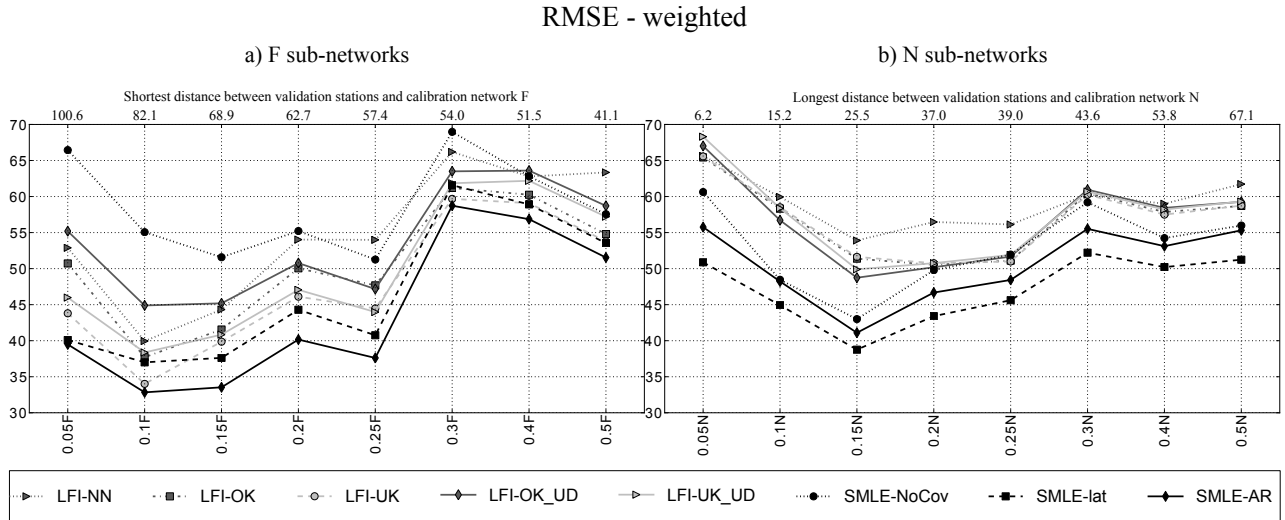 RMSE - weighted
a) F sub-networks
b) N sub-networks
Shortest distance between validation stations and calibration network F
100.6 82.1 68.9 62.7 57.4 54.0 51.5 41.1
70
65
60
55
50
45
40
35
30
0.05F 0.1F 0.15F 0.2F 0.25F 0.3F 0.4F 0.5F
Longest distance between validation stations and calibration network N
6.2 15.2 25.5 37.0 39.0 43.6 53.8 67.1
70
65
60
55
50
45
40
35
30
0.05N 0.1N 0.15N 0.2N 0.25N 0.3N 0.4N 0.5N
LFI-NN LFI-OK LFI-UK LFI-OK_UD LFI-UK_UD SMLE-NoCov SMLE-lat SMLE-AR